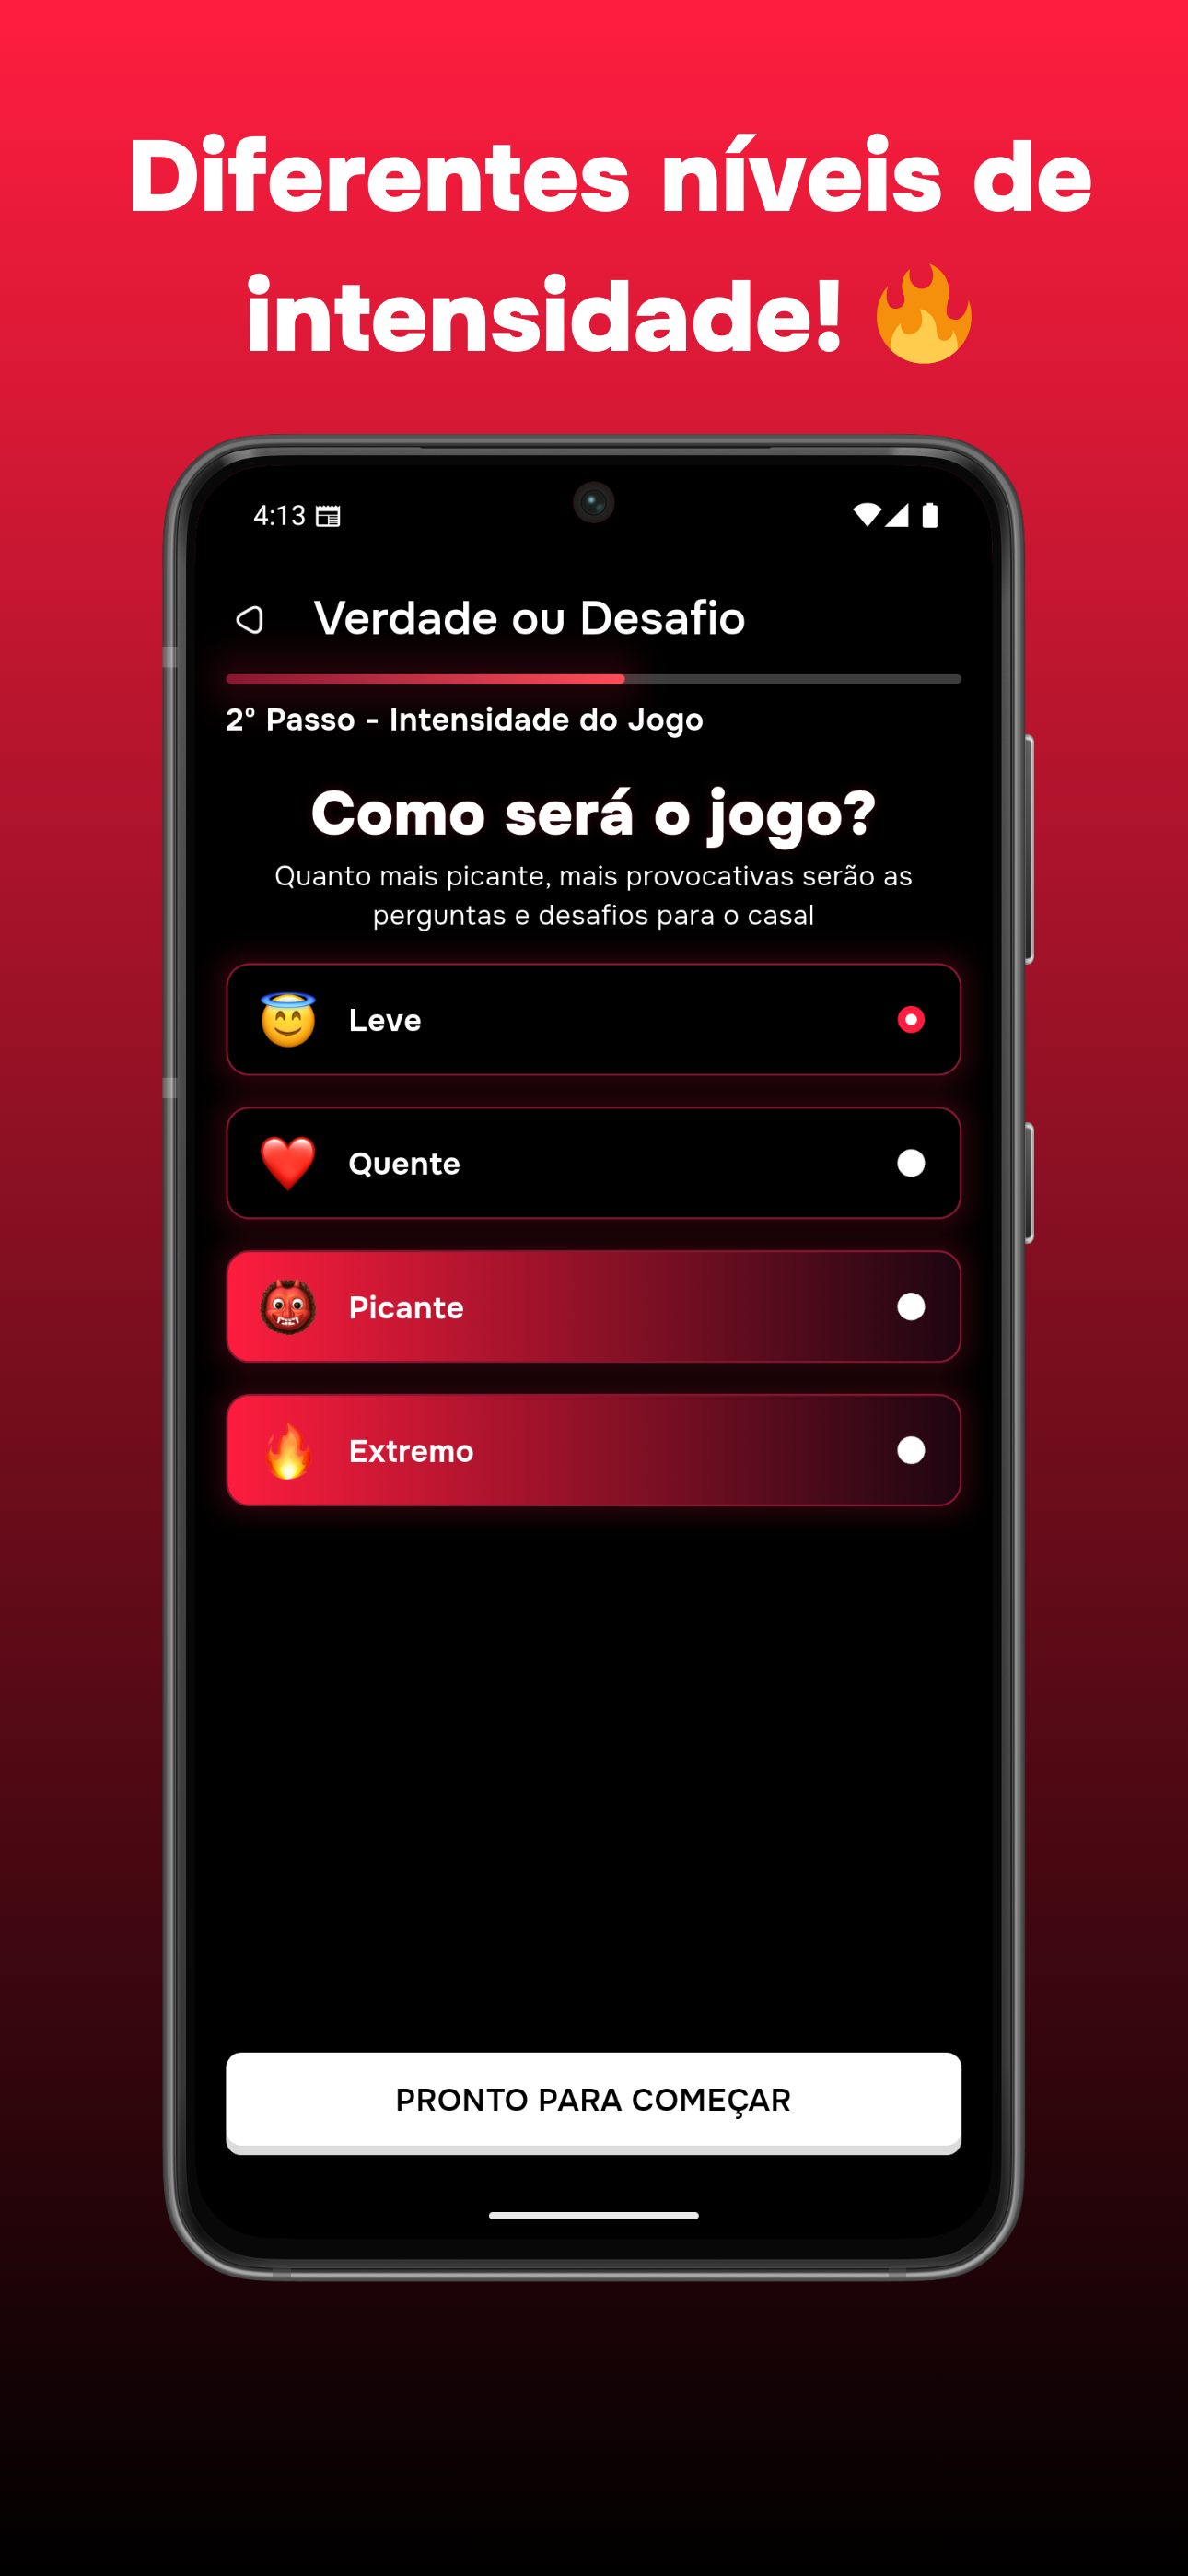 Diferentes níveis de
intensidade! 🔥
4:13
Verdade ou Desafio
2º Passo - Intensidade do Jogo
Como será o jogo?
Quanto mais picante, mais provocativas serão as
perguntas e desafios para o casal
Leve
Quente
Picante
Extremo
PRONTO PARA COMEÇAR